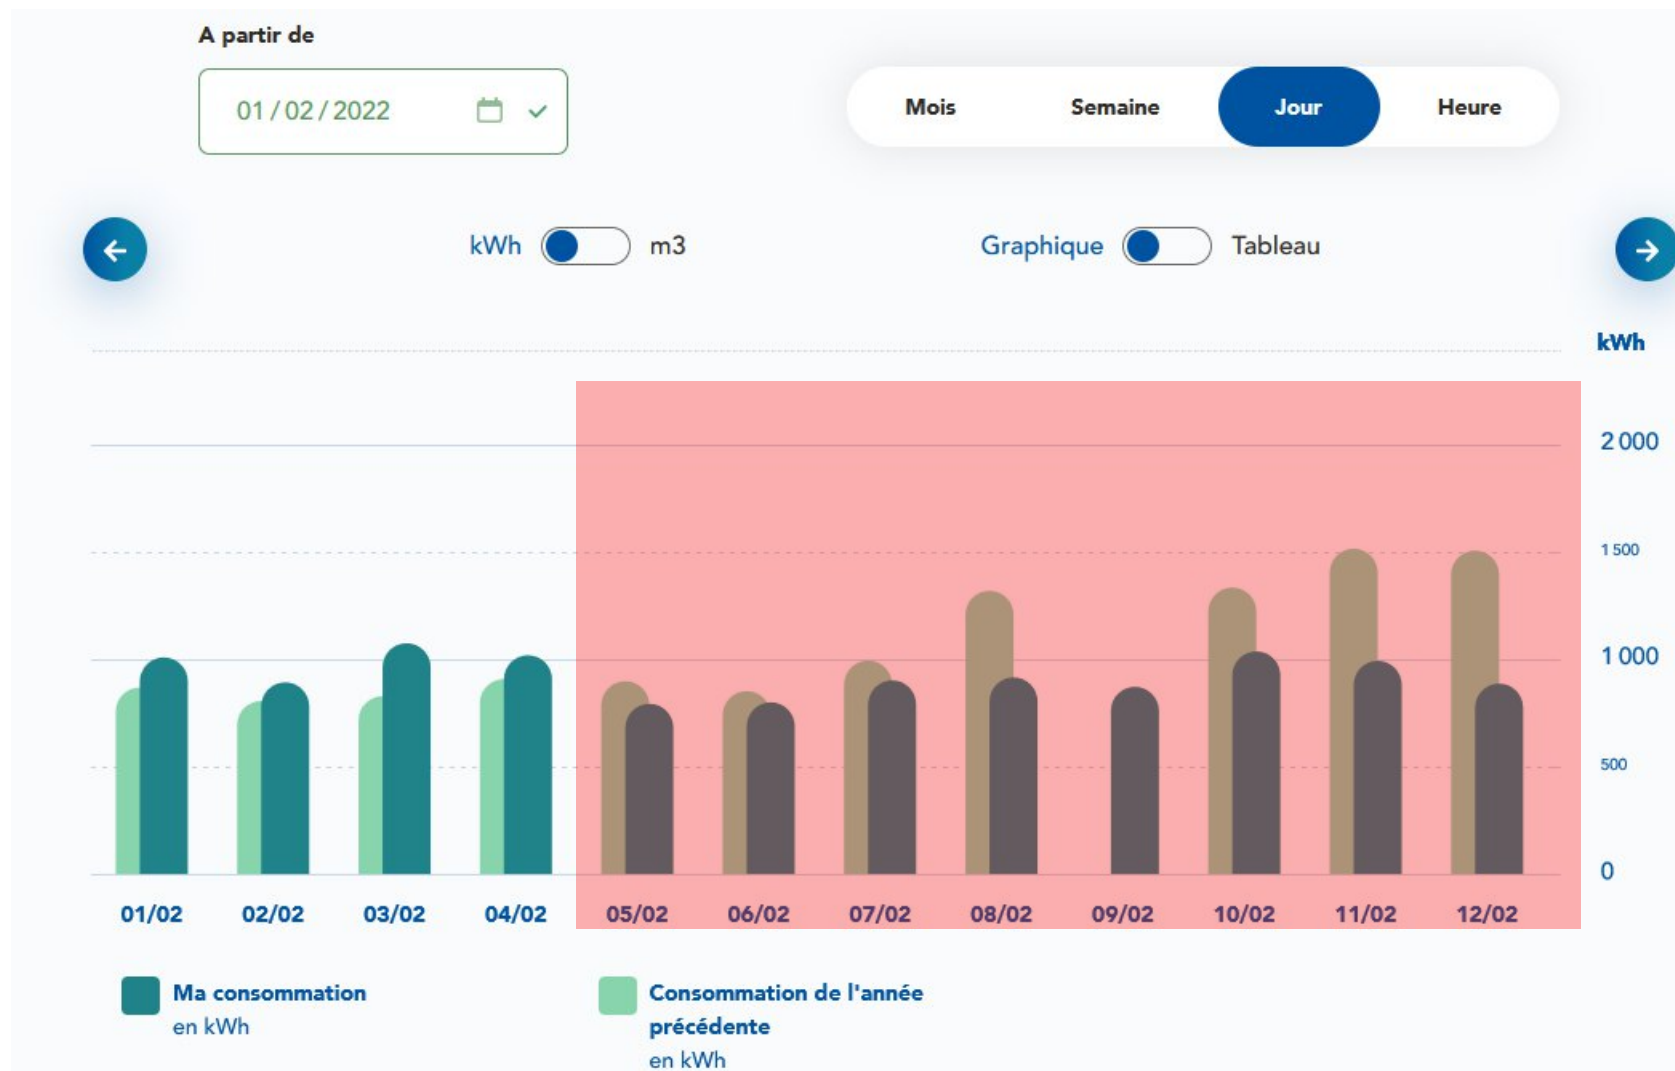 A partir de
01 / 02 / 2022
Mois Semaine Jour Heure
kWh m3 Graphique Tableau
kWh
2 000
1 500
1 000
500
0
01/02 02/02 03/02 04/02 05/02 06/02 07/02 08/02 09/02 10/02 11/02 12/02
Ma consommation
en kWh
Consommation de l'année
précédente
en kWh